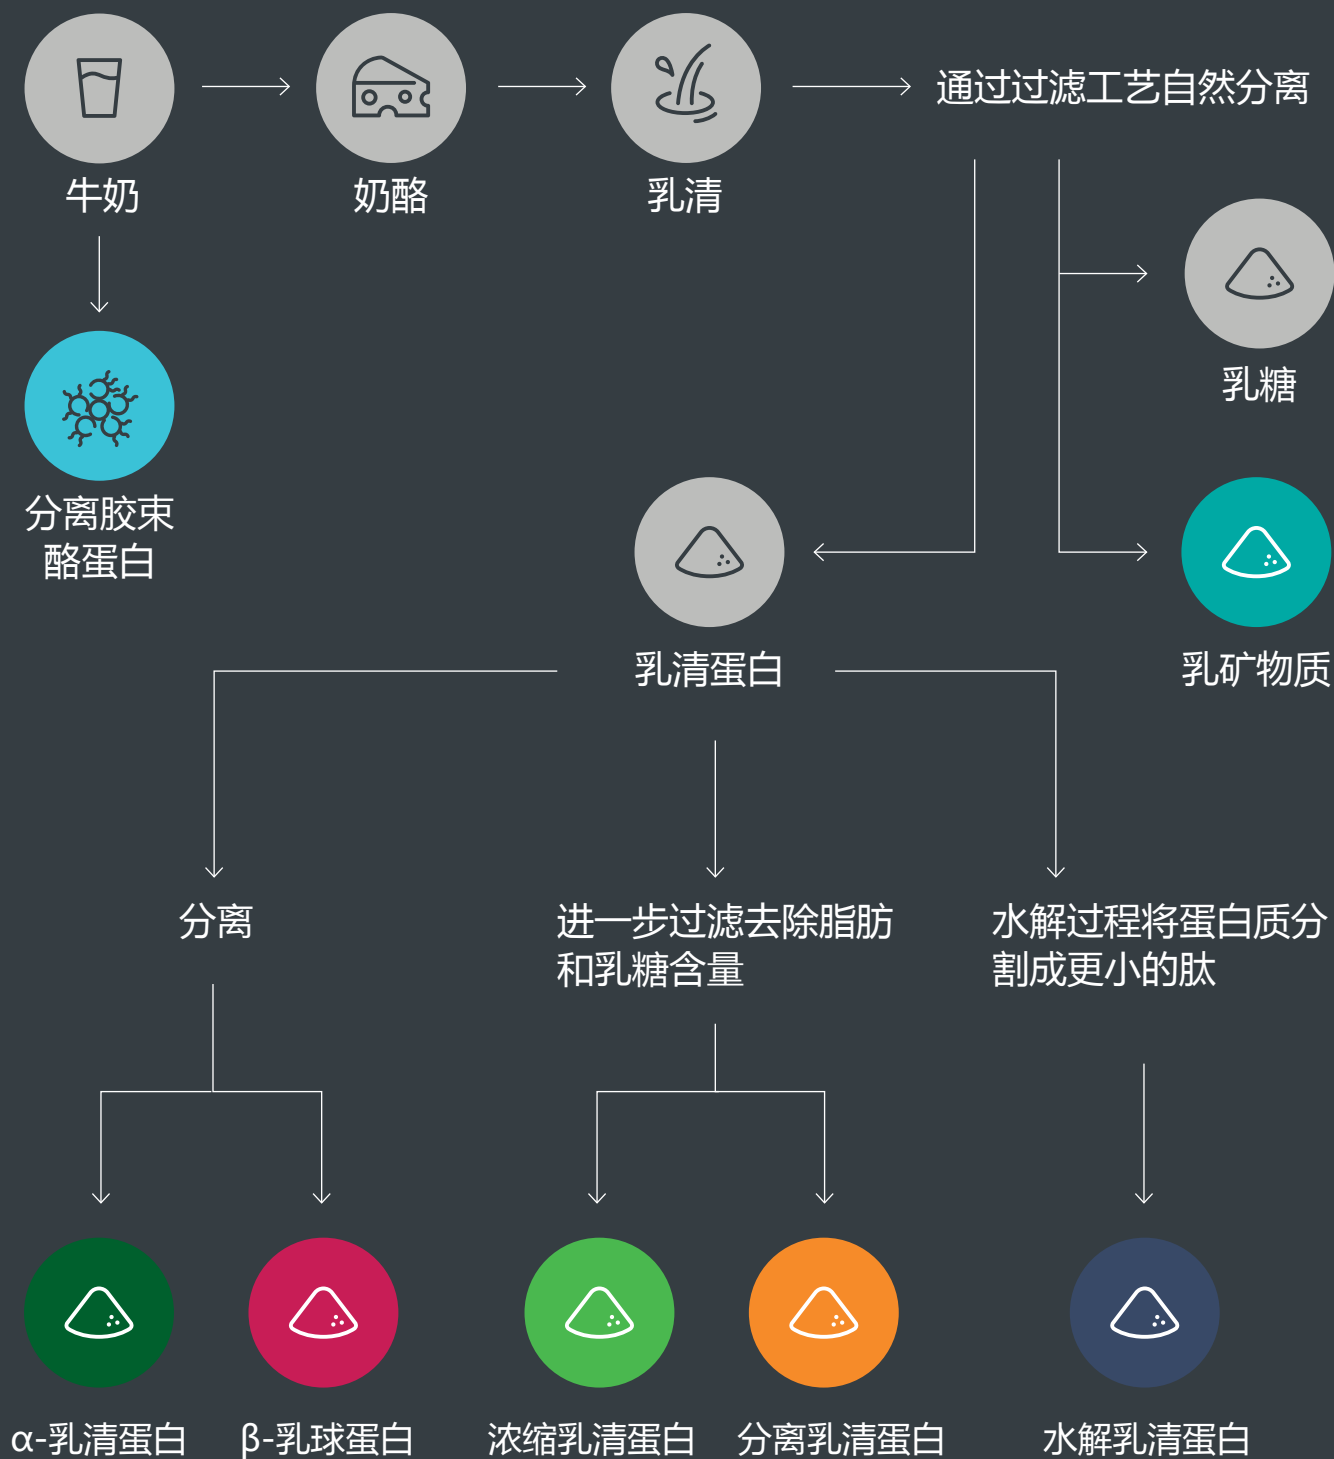 牛奶
奶酪
乳清
通过过滤工艺自然分离
乳糖
分离胶束
酪蛋白
乳清蛋白
乳矿物质
分离
进一步过滤去除脂肪
和乳糖含量
水解过程将蛋白质分
割成更小的肽
α-乳清蛋白
β-乳球蛋白
浓缩乳清蛋白
分离乳清蛋白
水解乳清蛋白